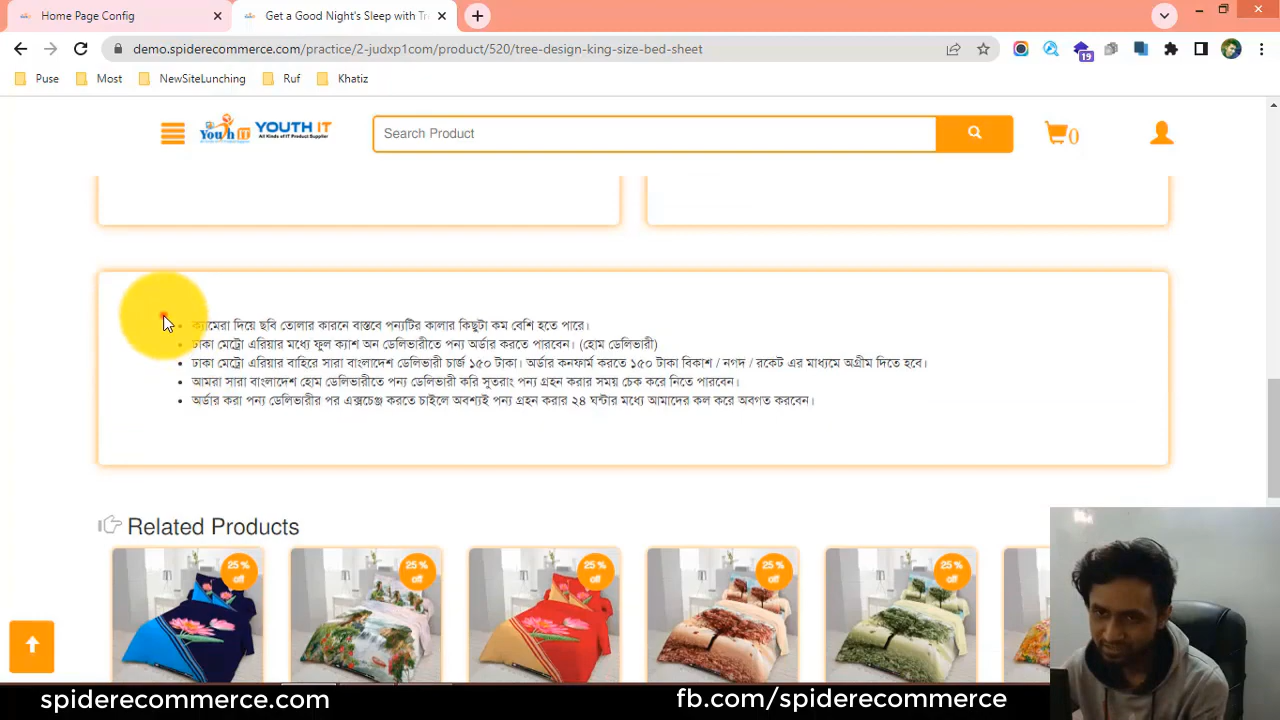 Home Page Config
Get a Good Night's Sleep with Tr
demo.spiderecommerce.com/practice/2-judxp1com/product/520/tree-design-king-size-bed-sheet
19
Puse Most NewSiteLunching Ruf Khatiz
YOUTH IT
All Kinds of IT Product Supplier
Search Product
0
ক্যামেরা দিয়ে ছবি তোলার কারনে বাস্তবে পন্যটির কালার কিছুটা কম বেশি হতে পারে।
ঢাকা মেট্রো এরিয়ার মধ্যে ফুল ক্যাশ অন ডেলিভারীতে পন্য অর্ডার করতে পারবেন। (হোম ডেলিভারী)
ঢাকা মেট্রো এরিয়ার বাহিরে সারা বাংলাদেশ ডেলিভারী চার্জ ১৫০ টাকা। অর্ডার কনফার্ম করতে ১৫০ টাকা বিকাশ / নগদ / রকেট এর মাধ্যমে অগ্রীম দিতে হবে।
আমরা সারা বাংলাদেশ হোম ডেলিভারীতে পন্য ডেলিভারী করি সুতরাং পন্য গ্রহন করার সময় চেক করে নিতে পারবেন।
অর্ডার করা পন্য ডেলিভারীর পর এক্সচেঞ্জ করতে চাইলে অবশ্যই পন্য গ্রহন করার ২৪ ঘন্টার মধ্যে আমাদের কল করে অবগত করবেন।
Related Products
25 % off
25 % off
25 % off
25 % off
25 % off
spiderecommerce.com
fb.com/spiderecommerce